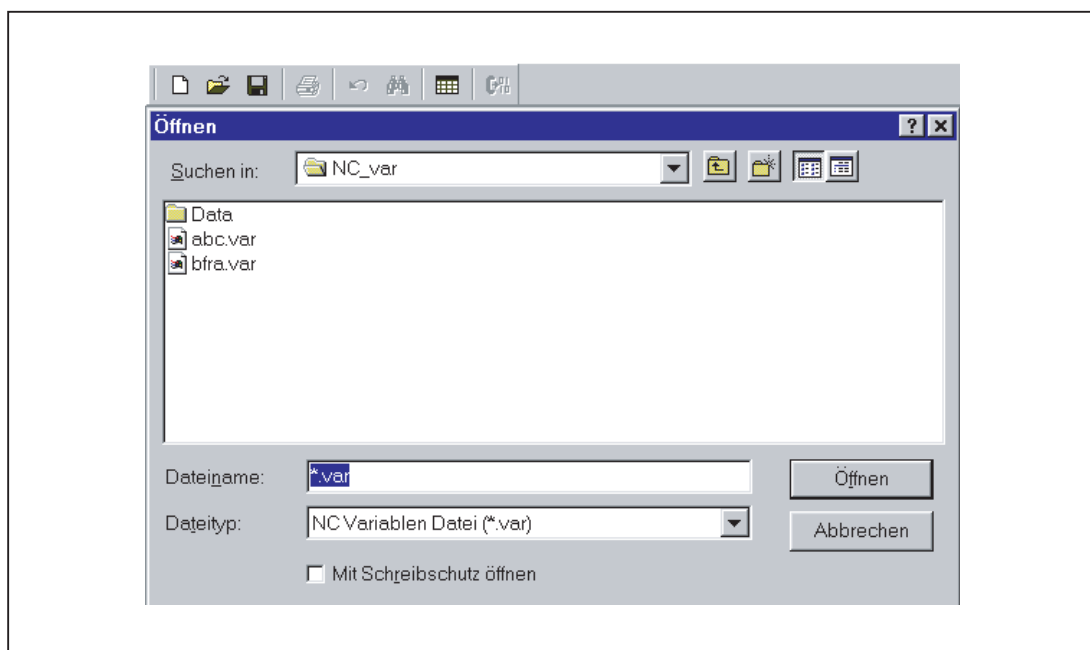 Öffnen
Suchen in: NC_var
Data
abc.var
bfra.var
Dateiname: *.var Öffnen
Dateityp: NC Variablen Datei (*.var) Abbrechen
Mit Schreibschutz öffnen